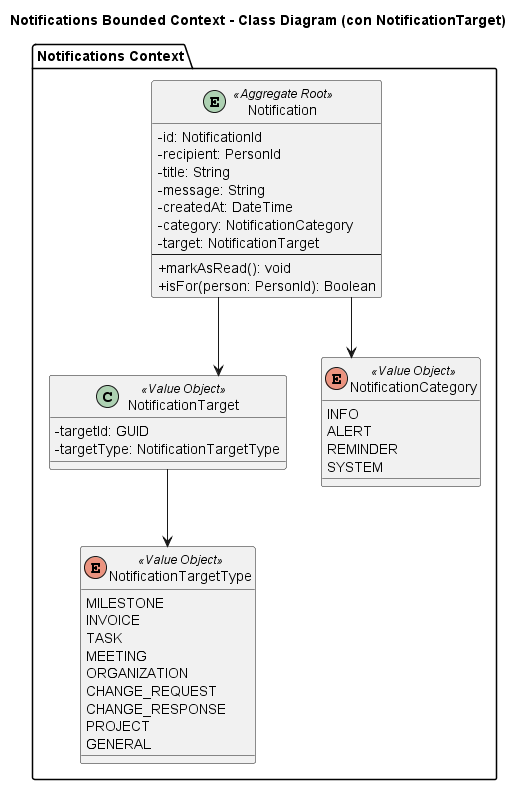 Notifications Bounded Context - Class Diagram (con NotificationTarget)
Notifications Context
E
«Aggregate Root»
Notification
-id: NotificationId
-recipient: PersonId
-title: String
-message: String
-createdAt: DateTime
-category: NotificationCategory
-target: NotificationTarget
+markAsRead(): void
+isFor(person: PersonId): Boolean
C
«Value Object»
NotificationTarget
-targetId: GUID
-targetType: NotificationTargetType
E
«Value Object»
NotificationCategory
INFO
ALERT
REMINDER
SYSTEM
E
«Value Object»
NotificationTargetType
MILESTONE
INVOICE
TASK
MEETING
ORGANIZATION
CHANGE_REQUEST
CHANGE_RESPONSE
PROJECT
GENERAL